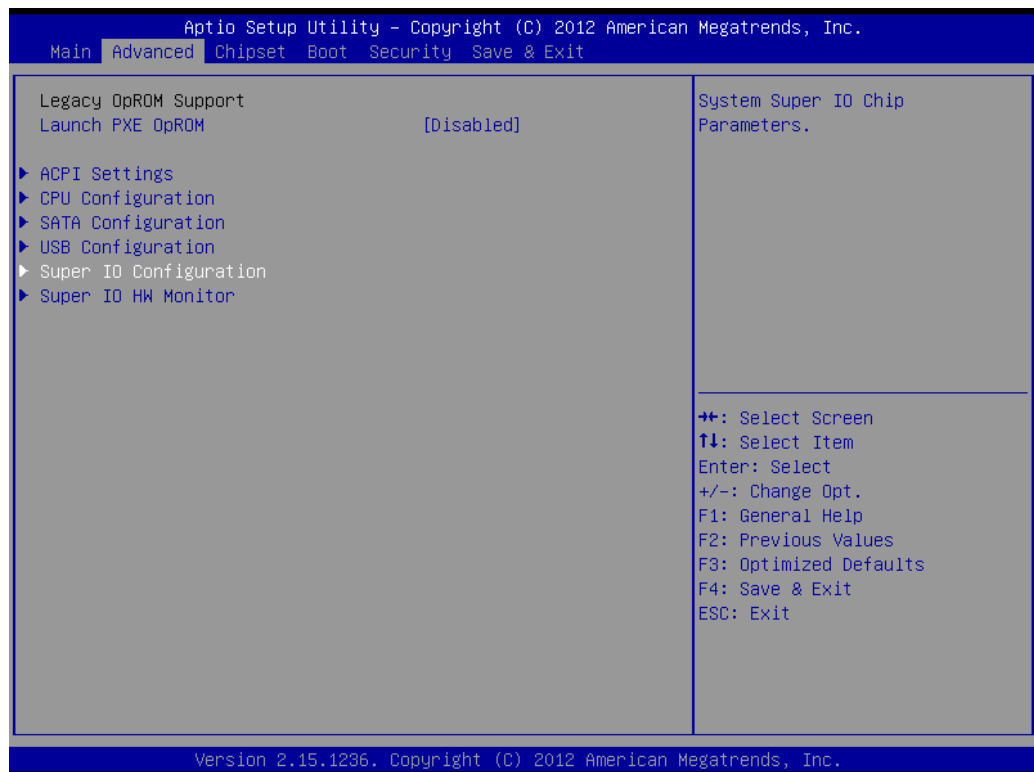 Aptio Setup Utility – Copyright (C) 2012 American Megatrends, Inc.
Main Advanced Chipset Boot Security Save & Exit
Legacy OpROM Support
Launch PXE OpROM [Disabled]
ACPI Settings
CPU Configuration
SATA Configuration
USB Configuration
Super IO Configuration
Super IO HW Monitor
System Super IO Chip
Parameters.
→←: Select Screen
↑↓: Select Item
Enter: Select
+/-: Change Opt.
F1: General Help
F2: Previous Values
F3: Optimized Defaults
F4: Save & Exit
ESC: Exit
Version 2.15.1236. Copyright (C) 2012 American Megatrends, Inc.